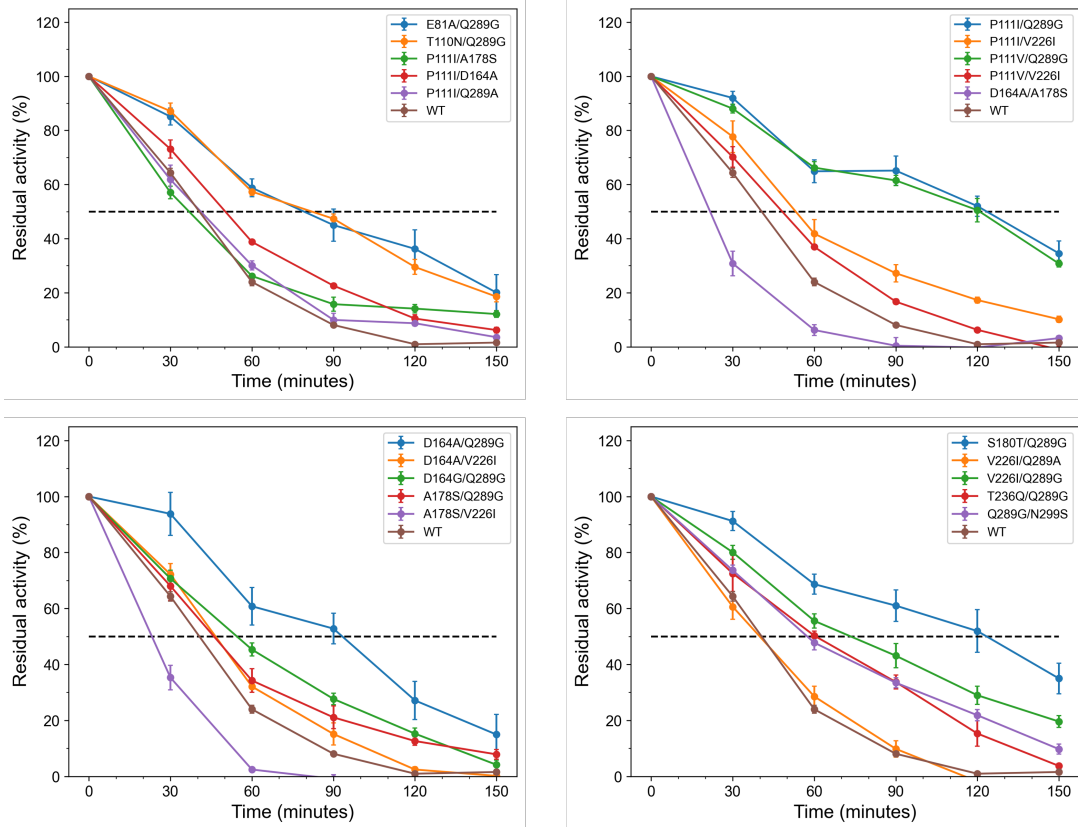 120
100
80
60
40
20
0
Residual activity (%)
E81A/Q289G
T110N/Q289G
P111I/A178S
P111I/D164A
P111I/Q289A
WT
0 30 60 90 120 150
Time (minutes)
120
100
80
60
40
20
0
Residual activity (%)
P111I/Q289G
P111I/V226I
P111V/Q289G
P111V/V226I
D164A/A178S
WT
0 30 60 90 120 150
Time (minutes)
120
100
80
60
40
20
0
Residual activity (%)
D164A/Q289G
D164A/V226I
D164G/Q289G
A178S/Q289G
A178S/V226I
WT
0 30 60 90 120 150
Time (minutes)
120
100
80
60
40
20
0
Residual activity (%)
S180T/Q289G
V226I/Q289A
V226I/Q289G
T236Q/Q289G
Q289G/N299S
WT
0 30 60 90 120 150
Time (minutes)